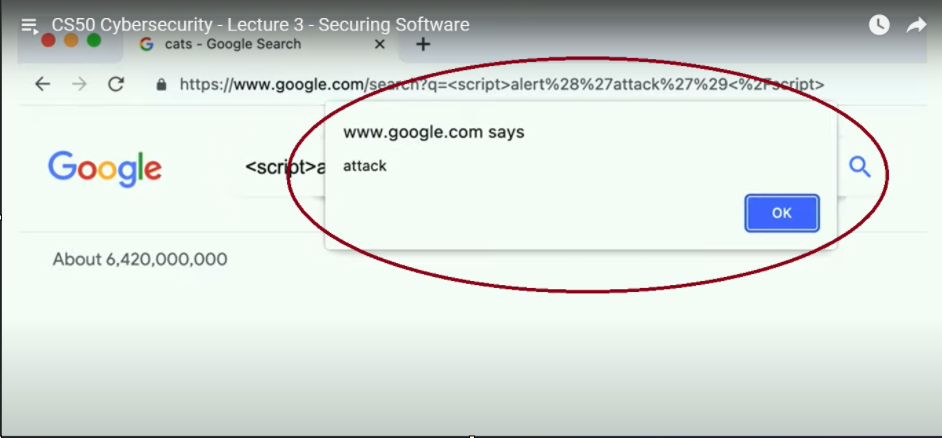 CS50 Cybersecurity - Lecture 3 - Securing Software
cats - Google Search
https://www.google.com/search?q=<script>alert%28%27attack%27%29<%2Fscript>
www.google.com says
Google
<script>a
attack
OK
About 6,420,000,000